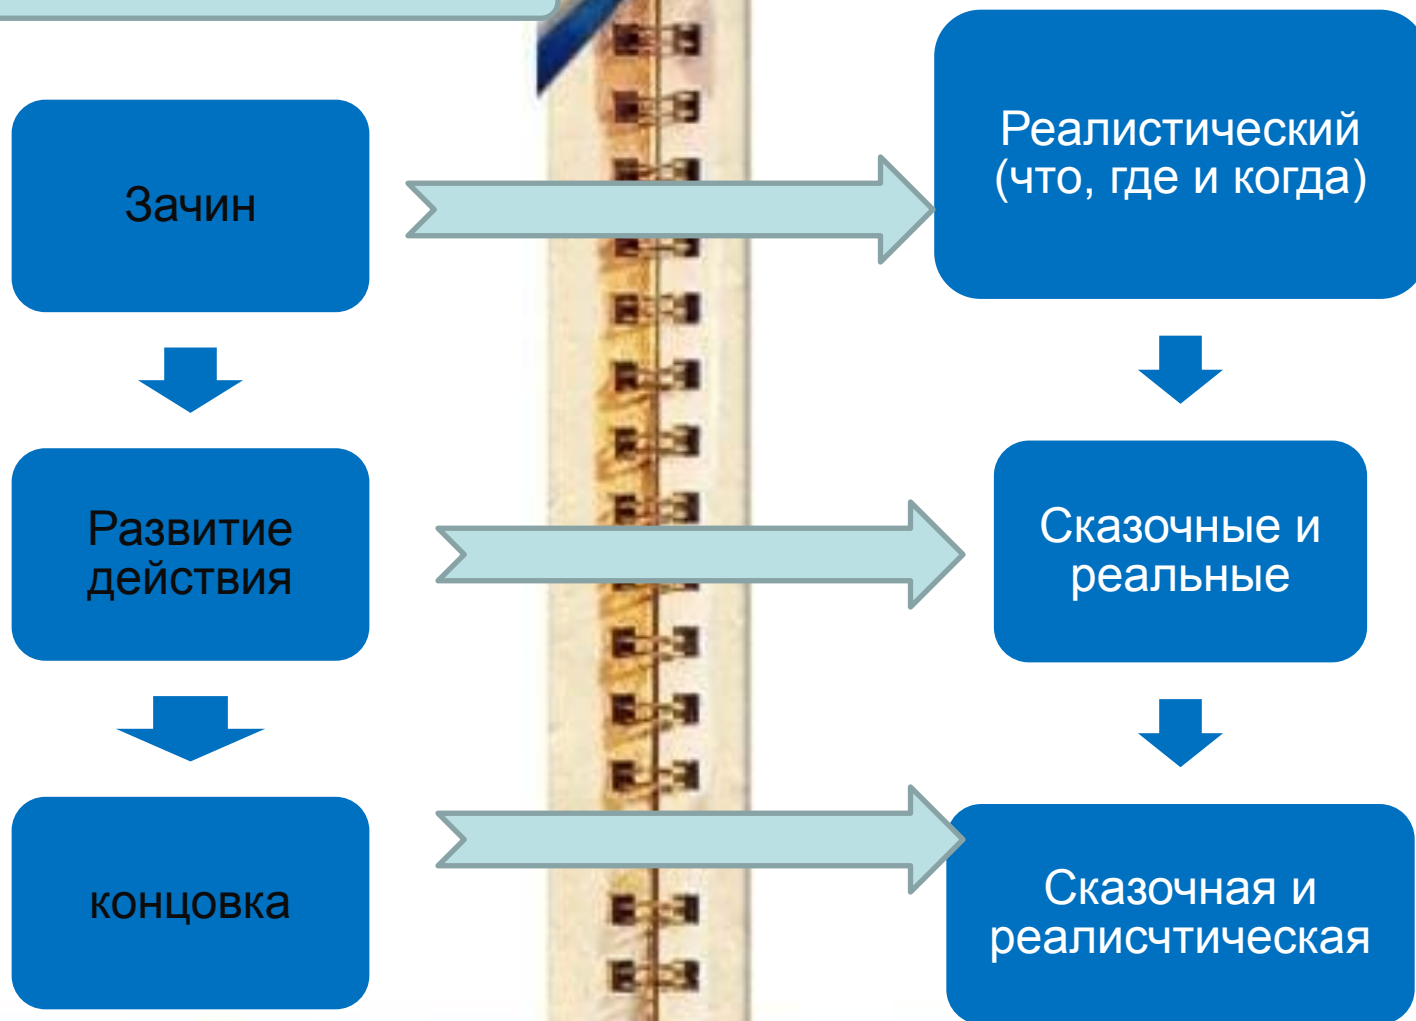 Зачин
Реалистический
(что, где и когда)
Развитие
действия
Сказочные и
реальные
концовка
Сказочная и
реалисчтическая